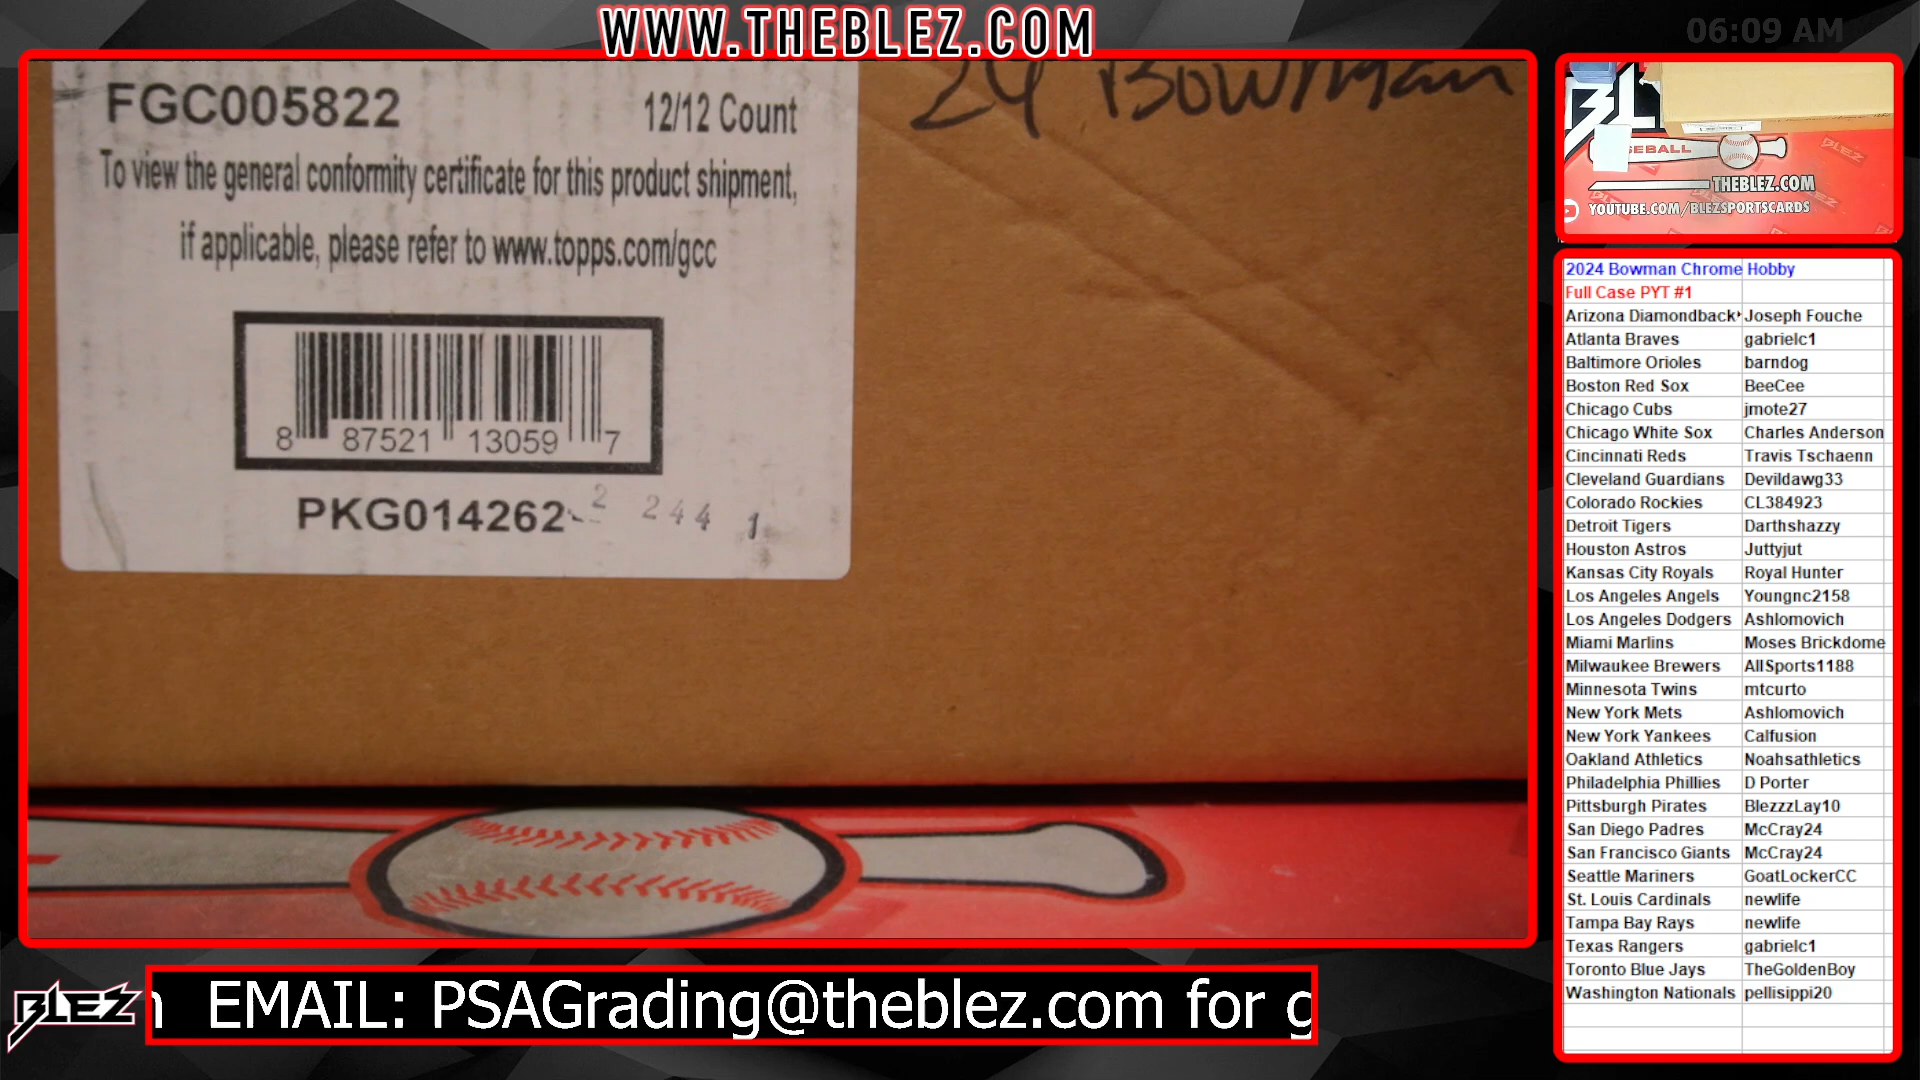 WWW.THEBLEZ.COM
06:09 AM
FGC005822
12/12 Count
24 Bowman
To view the general conformity certificate for this product shipment,
if applicable, please refer to www.topps.com/gcc
8 87521 13059 7
PKG014262
2 244 1
BL
BASEBALL
BLEZ
THEBLEZ.COM
YOUTUBE.COM/BLEZSPORTSCARDS
2024 Bowman Chrome Hobby
Full Case PYT #1
Arizona Diamondback Joseph Fouche
Atlanta Braves gabrielc1
Baltimore Orioles barndog
Boston Red Sox BeeCee
Chicago Cubs jmote27
Chicago White Sox Charles Anderson
Cincinnati Reds Travis Tschaenn
Cleveland Guardians Devildawg33
Colorado Rockies CL384923
Detroit Tigers Darthshazzy
Houston Astros Juttyjut
Kansas City Royals Royal Hunter
Los Angeles Angels Youngnc2158
Los Angeles Dodgers Ashlomovich
Miami Marlins Moses Brickdome
Milwaukee Brewers AllSports1188
Minnesota Twins mtcurto
New York Mets Ashlomovich
New York Yankees Calfusion
Oakland Athletics Noahsathletics
Philadelphia Phillies D Porter
Pittsburgh Pirates BlezzzLay10
San Diego Padres McCray24
San Francisco Giants McCray24
Seattle Mariners GoatLockerCC
St. Louis Cardinals newlife
Tampa Bay Rays newlife
Texas Rangers gabrielc1
Toronto Blue Jays TheGoldenBoy
Washington Nationals pellisippi20
BLEZ
EMAIL: PSAGrading@theblez.com for g